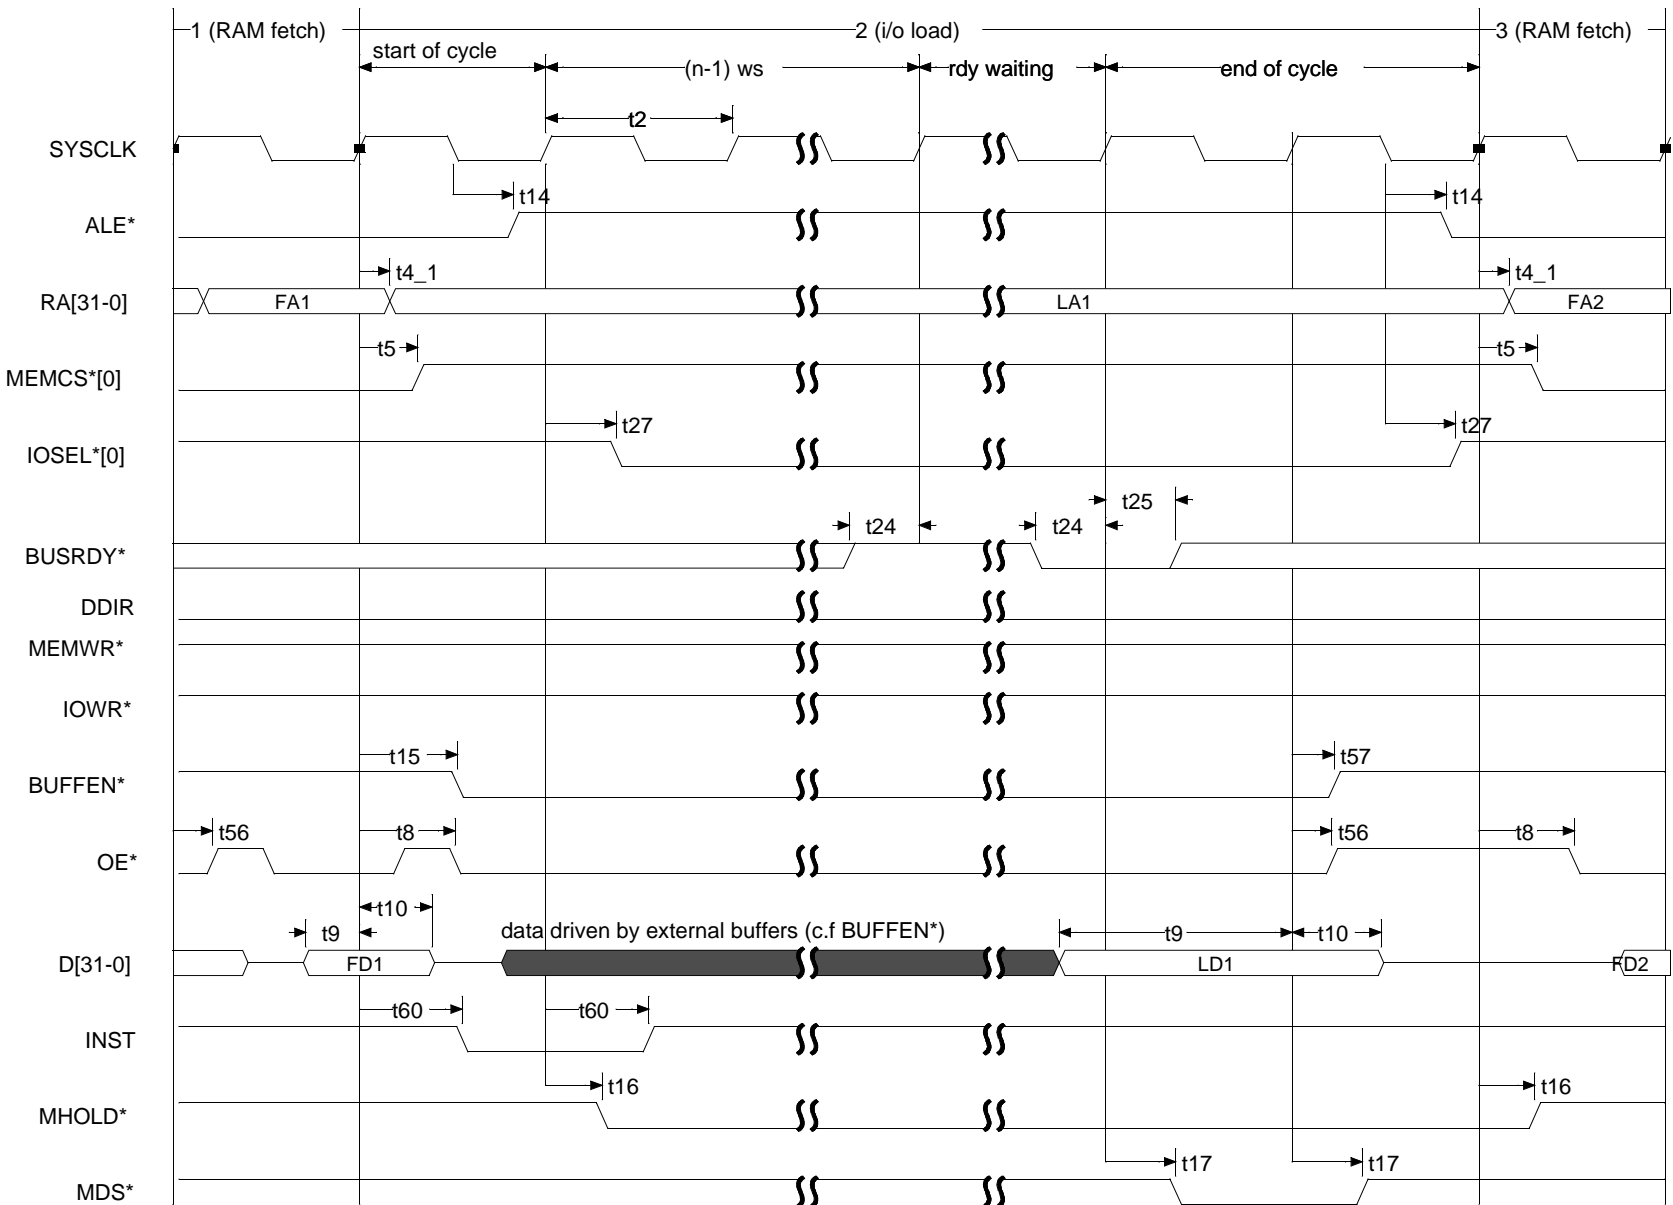 1 (RAM fetch) 2 (i/o load) 3 (RAM fetch)
start of cycle (n-1) ws rdy waiting end of cycle
t2
SYSCLK
t14 t14
ALE*
t4_1 t4_1
RA[31-0] FA1 LA1 FA2
t5 t5
MEMCS*[0]
t27 t27
IOSEL*[0]
t25
t24 t24
BUSRDY*
DDIR
MEMWR*
IOWR*
t15 t57
BUFFEN*
t56 t8 t56 t8
OE*
t10
t9 data driven by external buffers (c.f BUFFEN*) t9 t10
D[31-0] FD1 LD1 FD2
t60 t60
INST
t16 t16
MHOLD*
t17 t17
MDS*